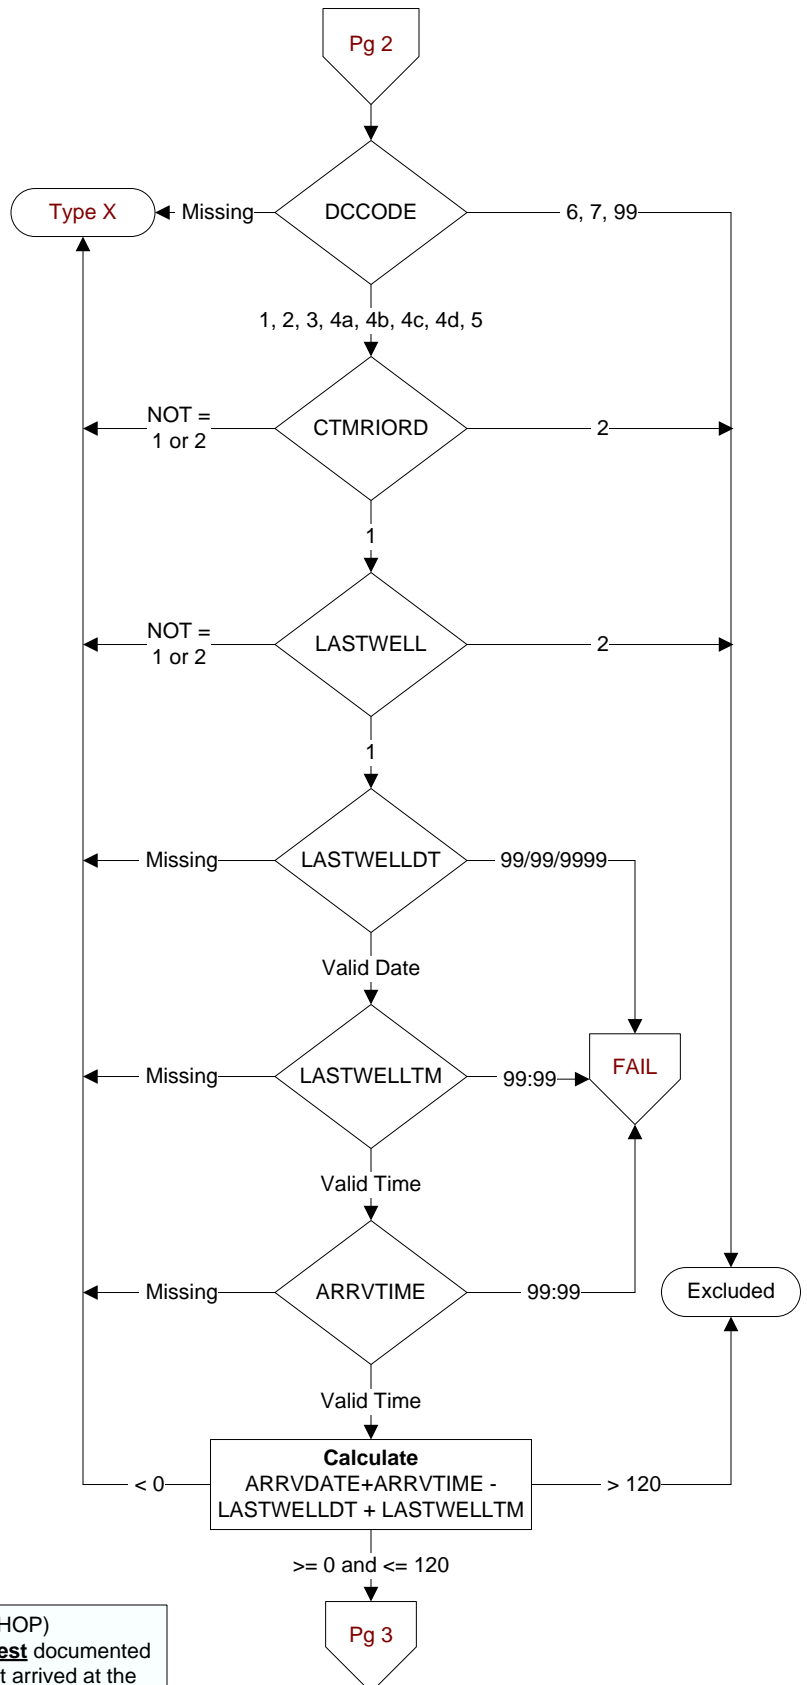 Pg 2
Type X
Missing
DCCODE
6, 7, 99
1, 2, 3, 4a, 4b, 4c, 4d, 5
NOT =
1 or 2
CTMRIORD
2
1
NOT =
1 or 2
LASTWELL
2
1
Missing
LASTWELLDT
99/99/9999
Valid Date
Missing
LASTWELLTM
99:99
FAIL
Valid Time
Missing
ARRVTIME
99:99
Excluded
Valid Time
Calculate
ARRVDATE+ARRVTIME -
LASTWELLDT + LASTWELLTM
< 0
> 120
>= 0 and <= 120
Pg 3
HOP)
est documented
t arrived at the